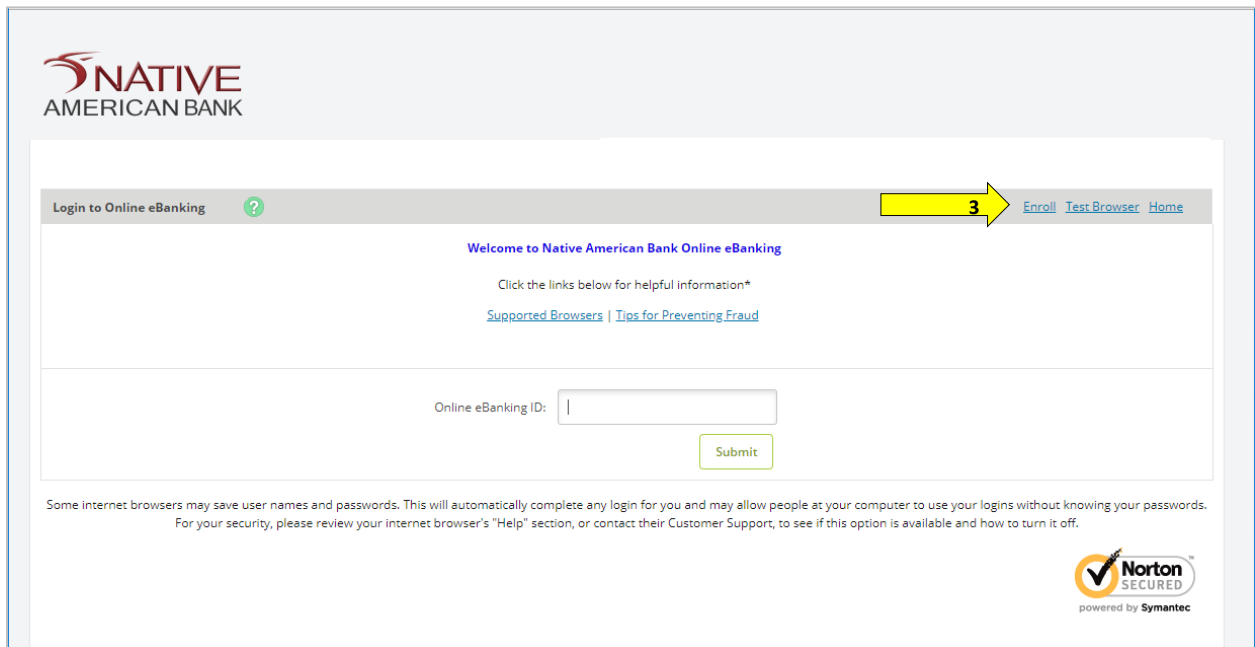 NATIVE
AMERICAN BANK
Login to Online eBanking ? 3 Enroll Test Browser Home
Welcome to Native American Bank Online eBanking
Click the links below for helpful information*
Supported Browsers | Tips for Preventing Fraud
Online eBanking ID:
Submit
Some internet browsers may save user names and passwords. This will automatically complete any login for you and may allow people at your computer to use your logins without knowing your passwords.
For your security, please review your internet browser's "Help" section, or contact their Customer Support, to see if this option is available and how to turn it off.
Norton™
SECURED
powered by Symantec